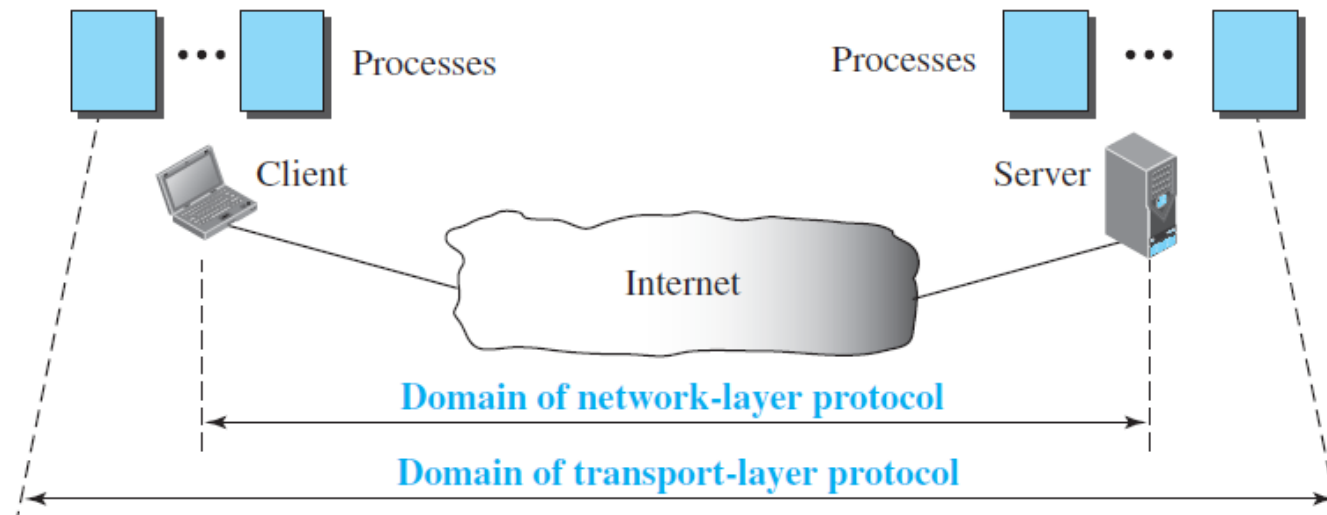 Processes
Processes
Client
Server
Internet
Domain of network-layer protocol
Domain of transport-layer protocol